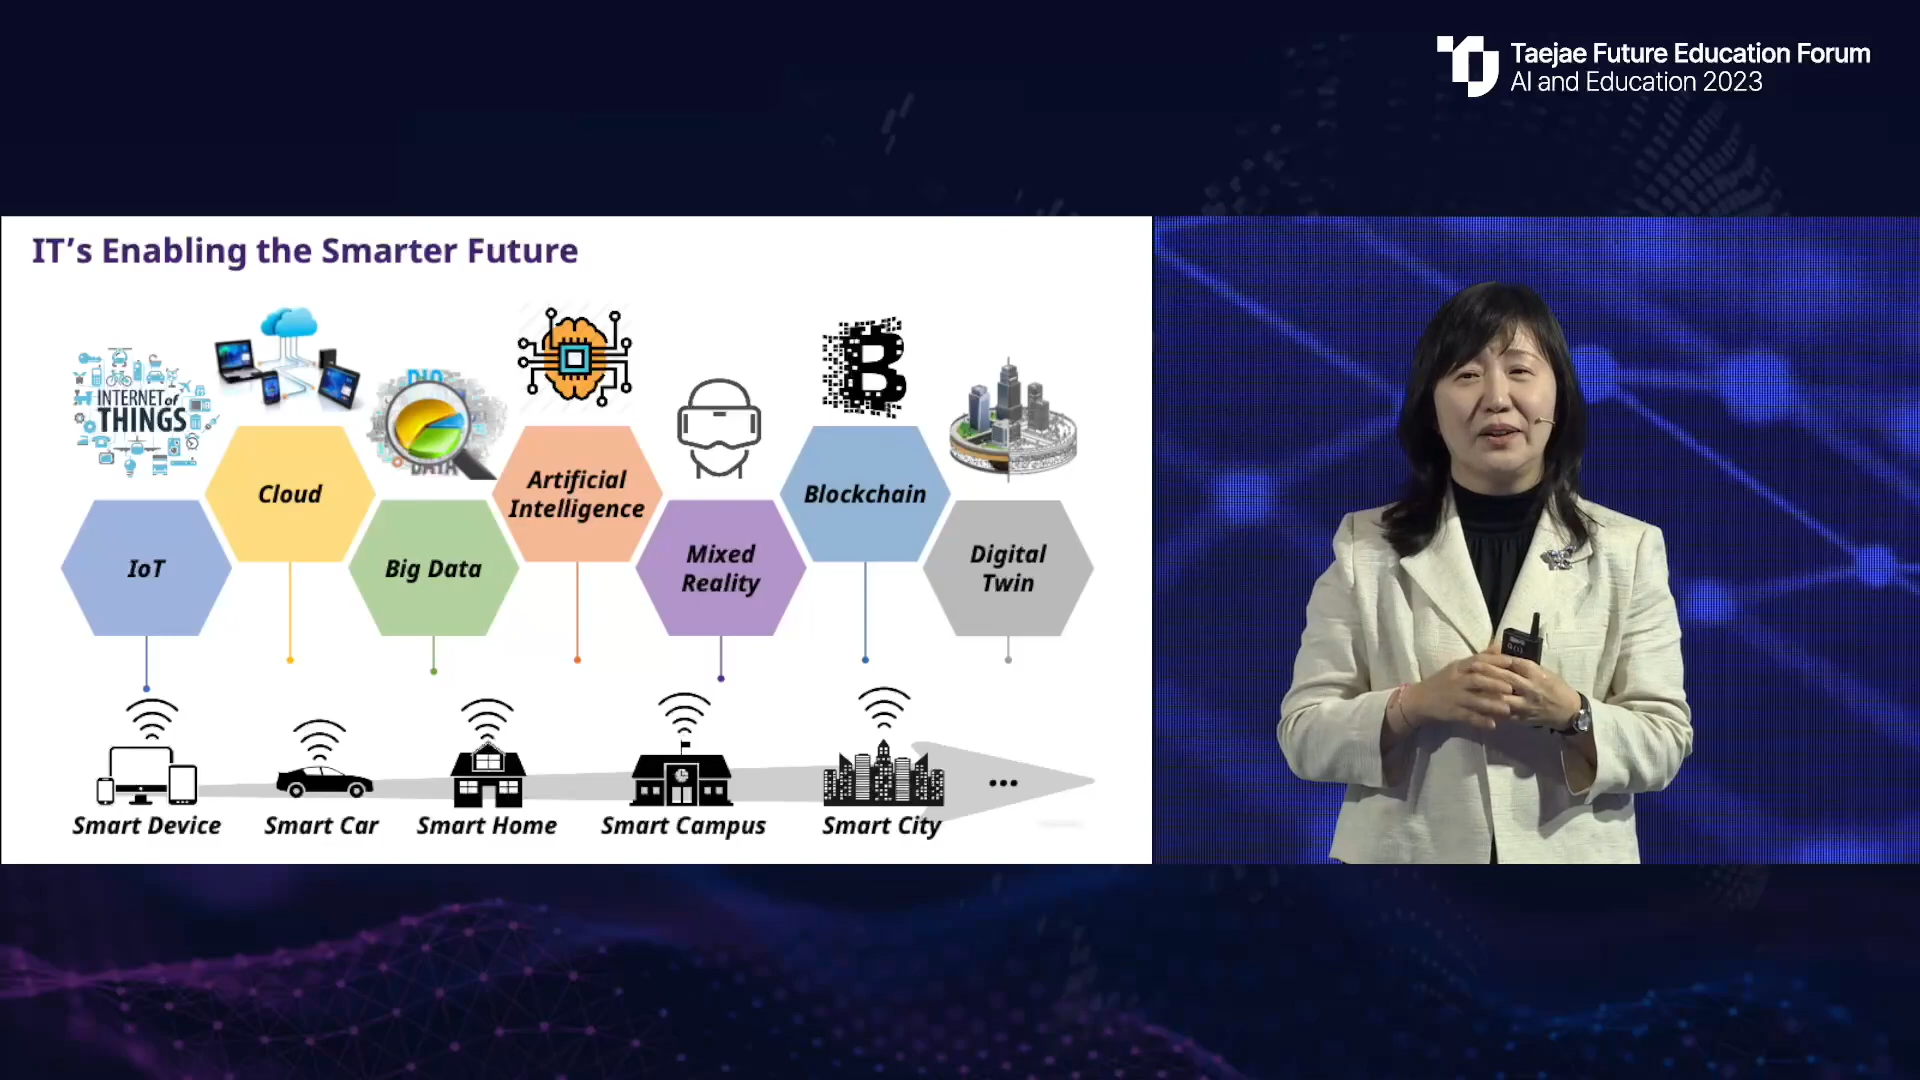 Taejae Future Education Forum
AI and Education 2023
IT’s Enabling the Smarter Future
INTERNET of
THINGS
DATA
Cloud
Artificial
Intelligence
Blockchain
IoT
Big Data
Mixed
Reality
Digital
Twin
Smart Device
Smart Car
Smart Home
Smart Campus
Smart City
...